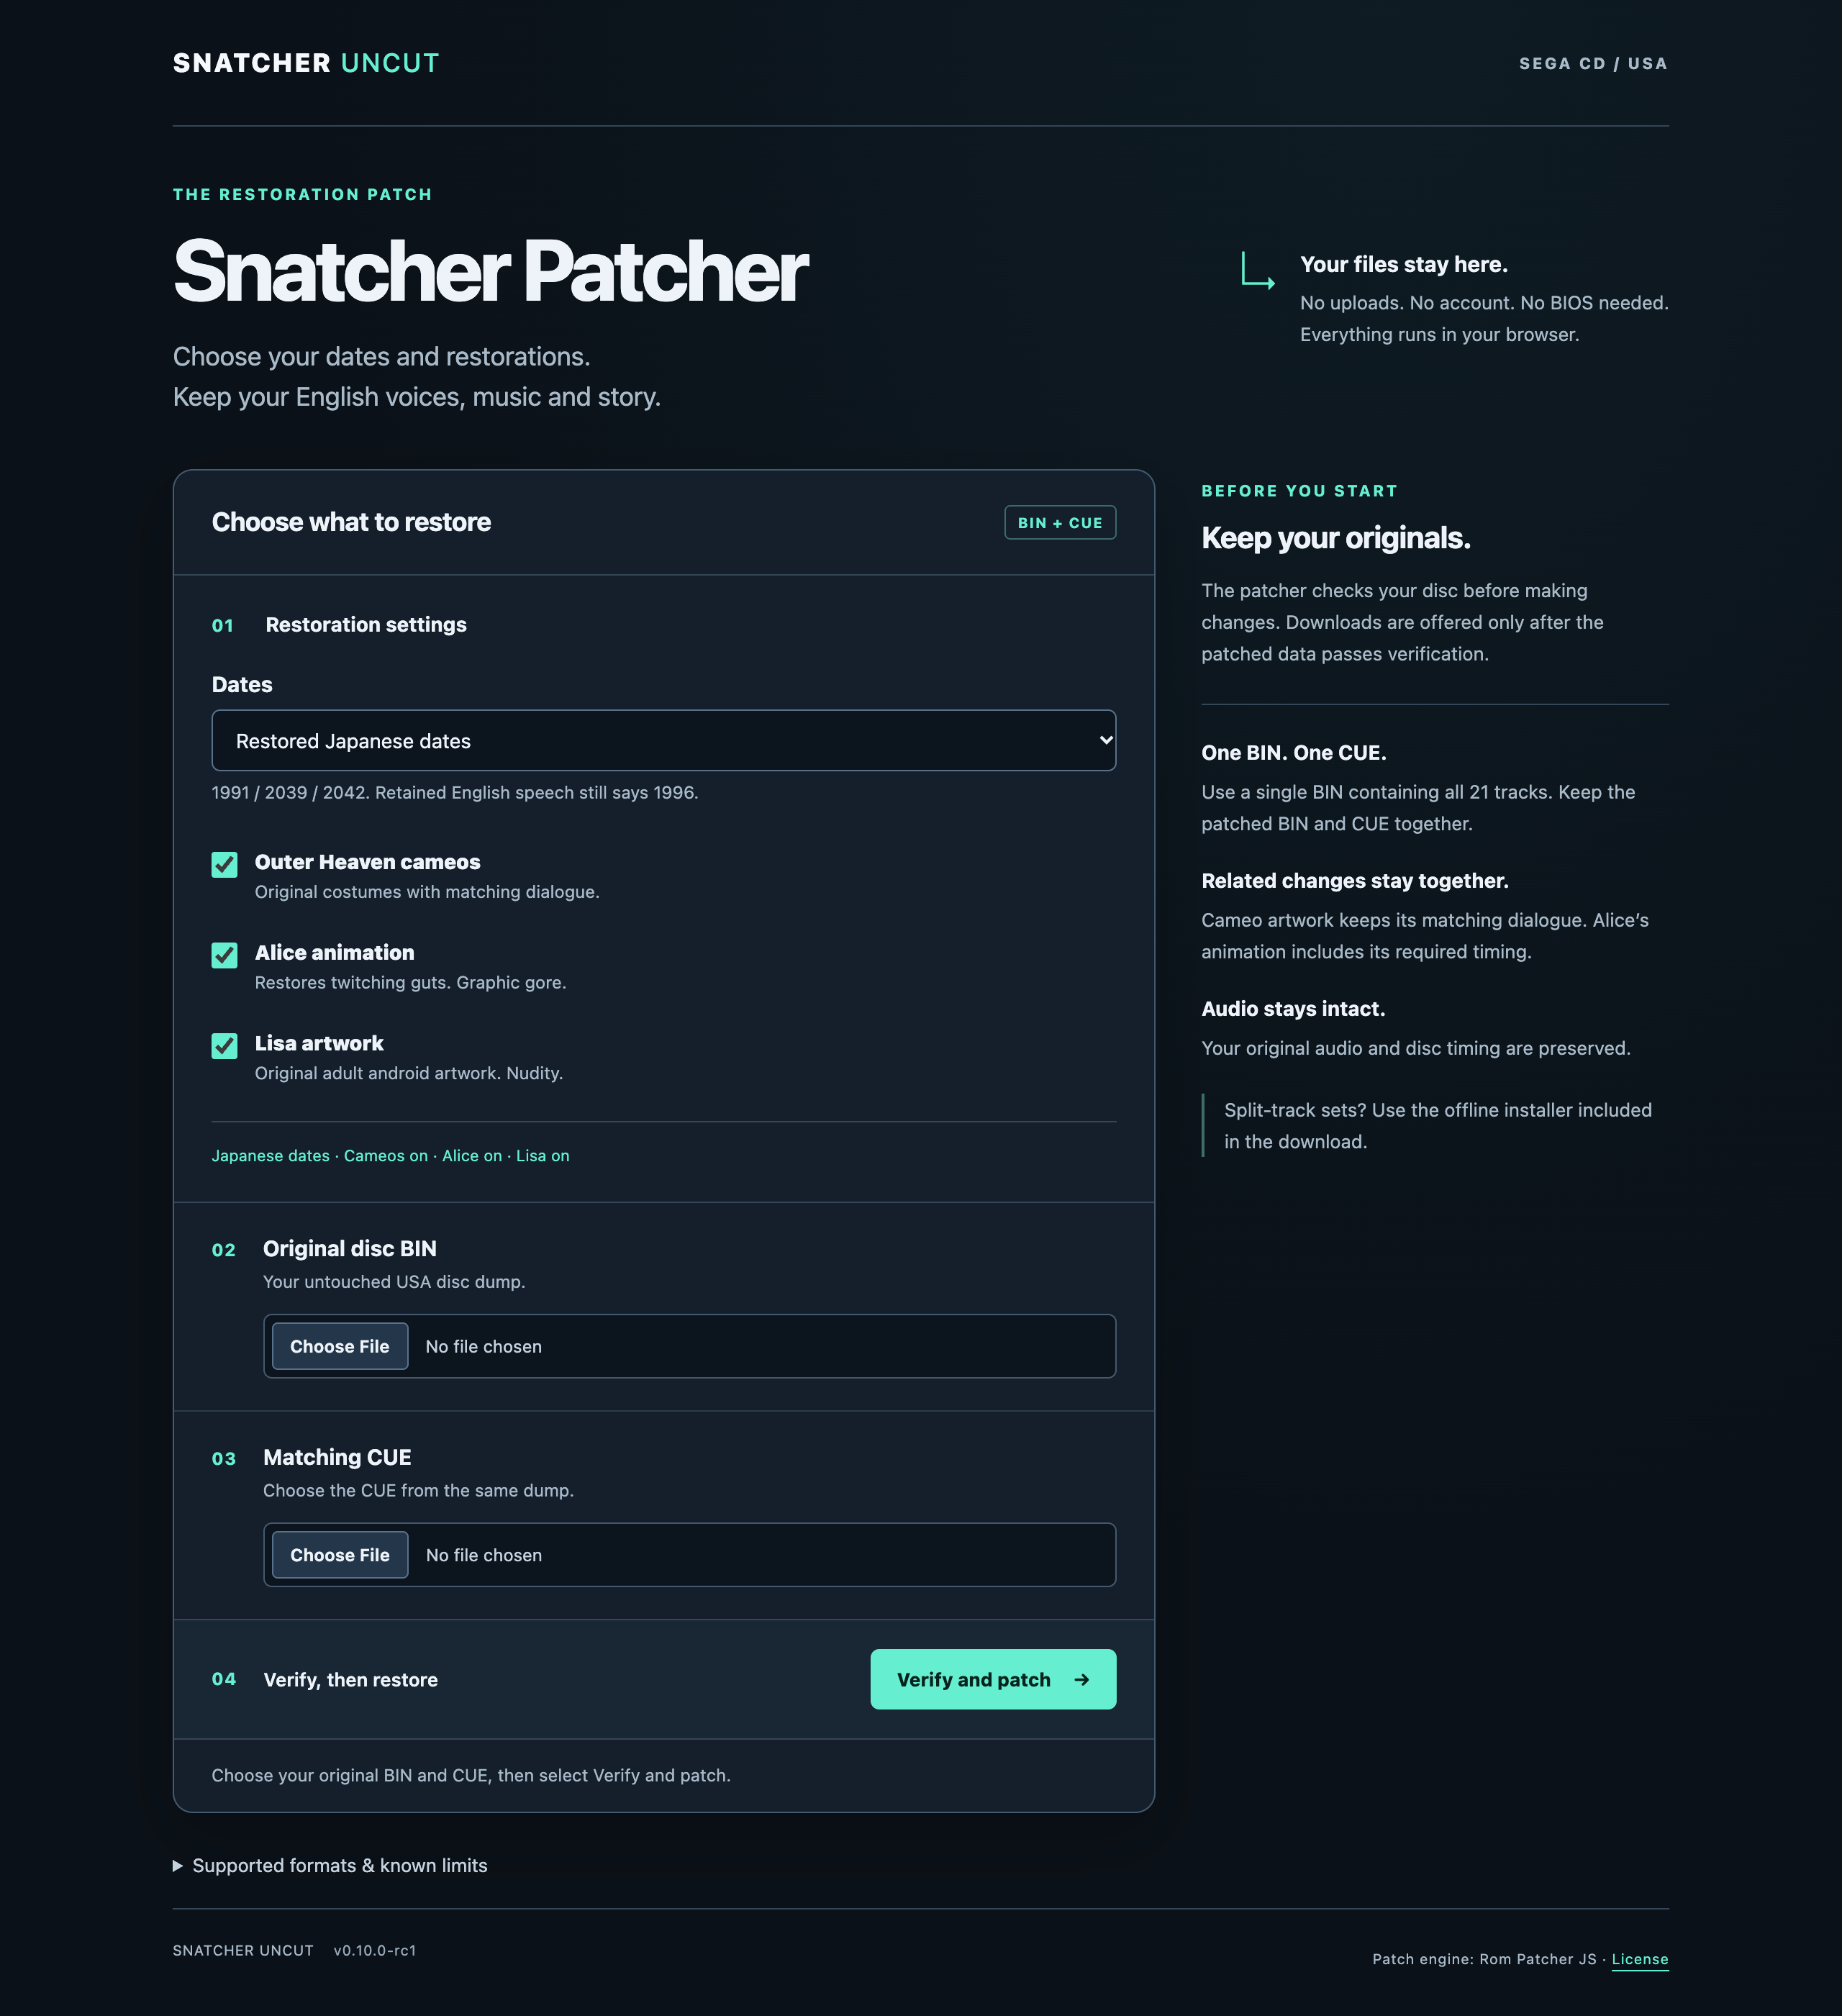 SNATCHER UNCUT
SEGA CD / USA
THE RESTORATION PATCH
Snatcher Patcher
Choose your dates and restorations.
Keep your English voices, music and story.
Your files stay here.
No uploads. No account. No BIOS needed.
Everything runs in your browser.
Choose what to restore
BIN + CUE
01 Restoration settings
Dates
Restored Japanese dates
1991 / 2039 / 2042. Retained English speech still says 1996.
Outer Heaven cameos
Original costumes with matching dialogue.
Alice animation
Restores twitching guts. Graphic gore.
Lisa artwork
Original adult android artwork. Nudity.
Japanese dates · Cameos on · Alice on · Lisa on
02 Original disc BIN
Your untouched USA disc dump.
Choose File No file chosen
03 Matching CUE
Choose the CUE from the same dump.
Choose File No file chosen
04 Verify, then restore
Verify and patch →
Choose your original BIN and CUE, then select Verify and patch.
BEFORE YOU START
Keep your originals.
The patcher checks your disc before making
changes. Downloads are offered only after the
patched data passes verification.
One BIN. One CUE.
Use a single BIN containing all 21 tracks. Keep the
patched BIN and CUE together.
Related changes stay together.
Cameo artwork keeps its matching dialogue. Alice’s
animation includes its required timing.
Audio stays intact.
Your original audio and disc timing are preserved.
Split-track sets? Use the offline installer included
in the download.
Supported formats & known limits
SNATCHER UNCUT v0.10.0-rc1
Patch engine: Rom Patcher JS · License